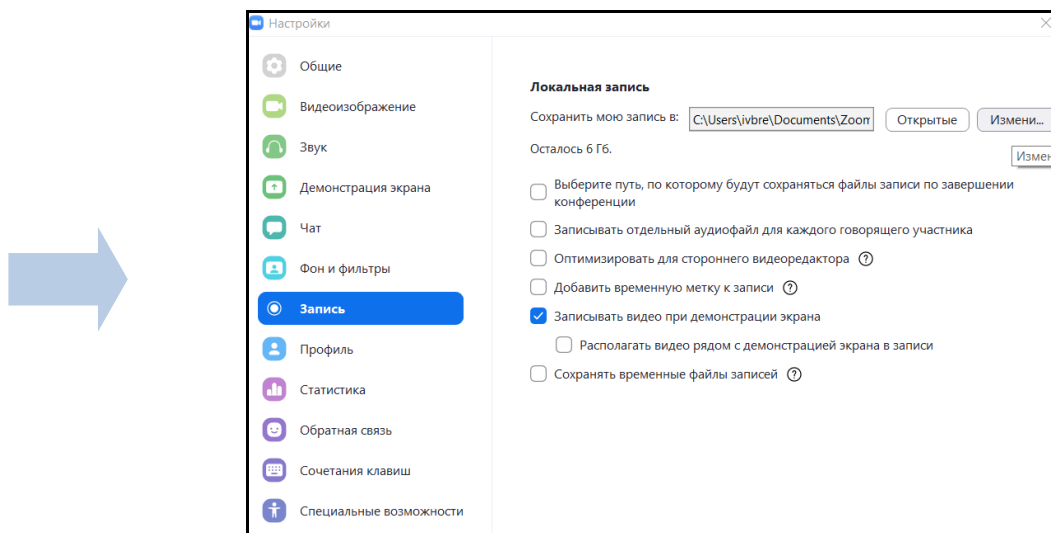 Настройки
Общие
Видеоизображение
Звук
Демонстрация экрана
Чат
Фон и фильтры
Запись
Профиль
Статистика
Обратная связь
Сочетания клавиш
Специальные возможности
Локальная запись
Сохранить мою запись в: C:\Users\ivbre\Documents\Zoom Открытые Измени...
Осталось 6 Гб.
Измен
Выберите путь, по которому будут сохраняться файлы записи по завершении
конференции
Записывать отдельный аудиофайл для каждого говорящего участника
Оптимизировать для стороннего видеоредактора
Добавить временную метку к записи
Записывать видео при демонстрации экрана
Располагать видео рядом с демонстрацией экрана в записи
Сохранять временные файлы записей